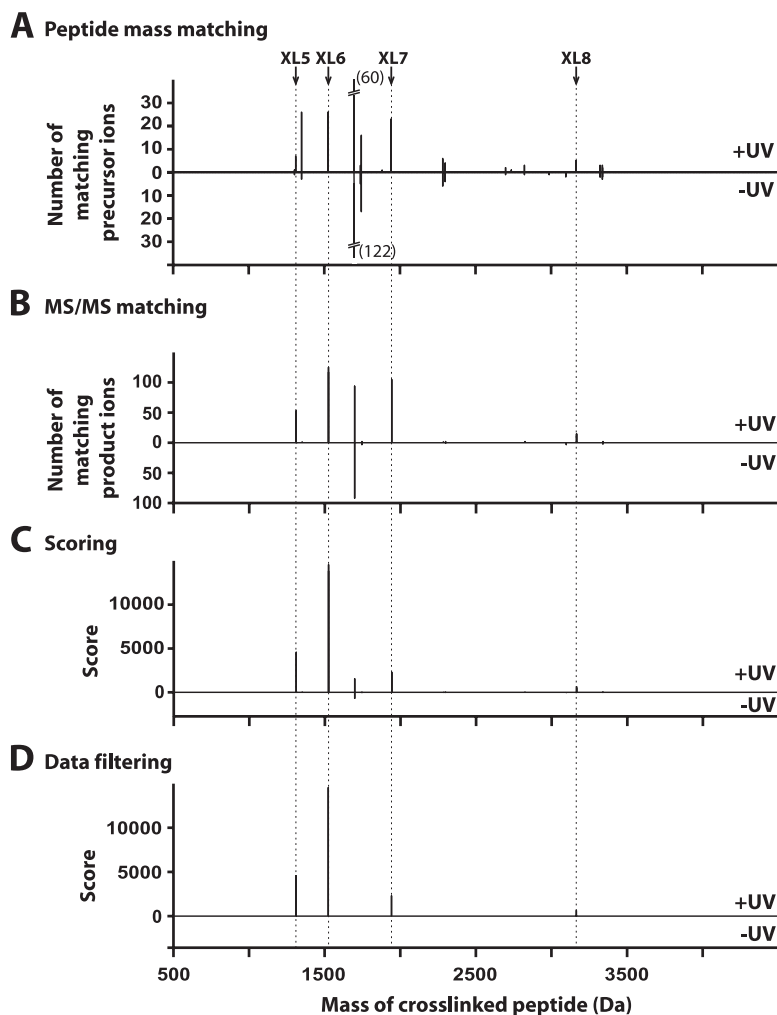 A Peptide mass matching
XL5 XL6 XL7 XL8
(60)
30
20
10
0
10
20
30
Number of
matching
precursor ions
+UV
-UV
(122)
B MS/MS matching
100
50
0
50
100
Number of
matching
product ions
+UV
-UV
C Scoring
10000
5000
0
Score
+UV
-UV
D Data filtering
10000
5000
0
Score
+UV
-UV
500 1500 2500 3500
Mass of crosslinked peptide (Da)